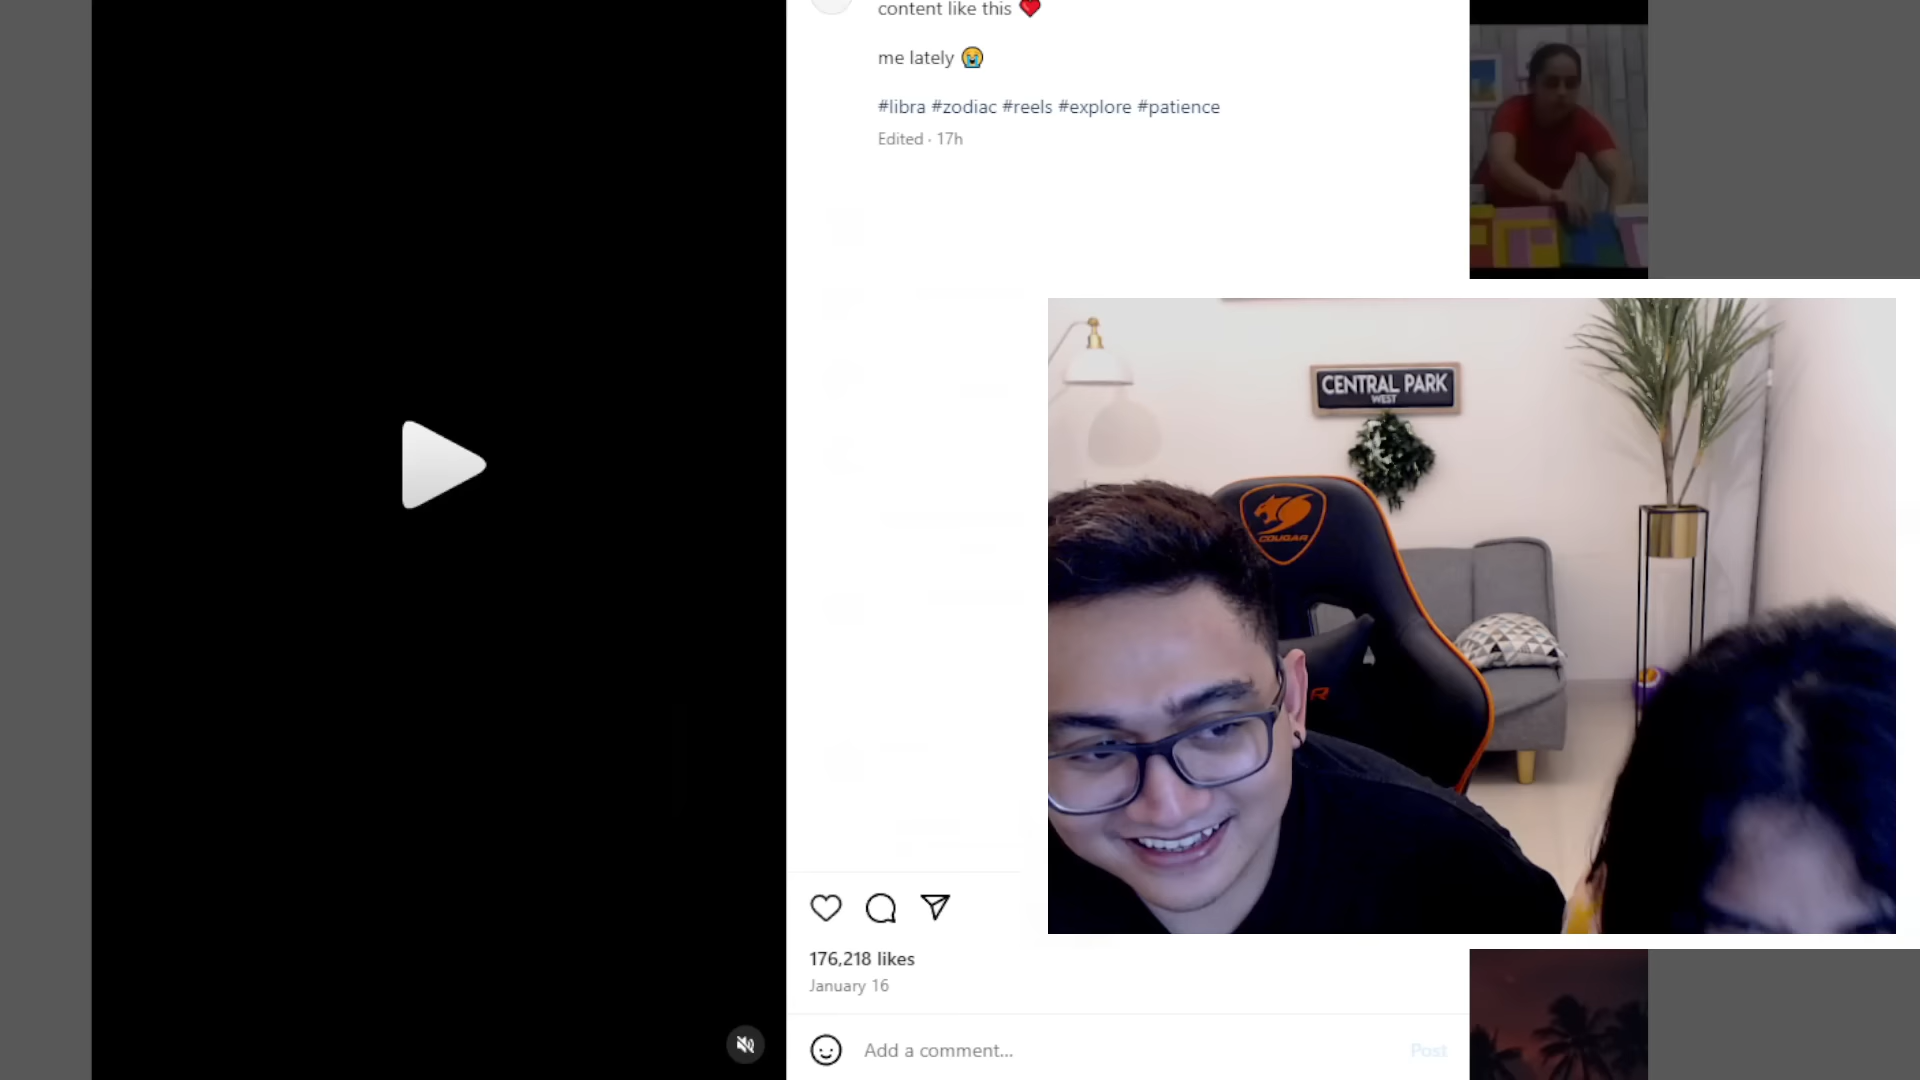 content like this ❤️
me lately 😭
#libra #zodiac #reels #explore #patience
Edited · 17h
CENTRAL PARK
WEST
COUGAR
R
176,218 likes
January 16
Add a comment...
Post